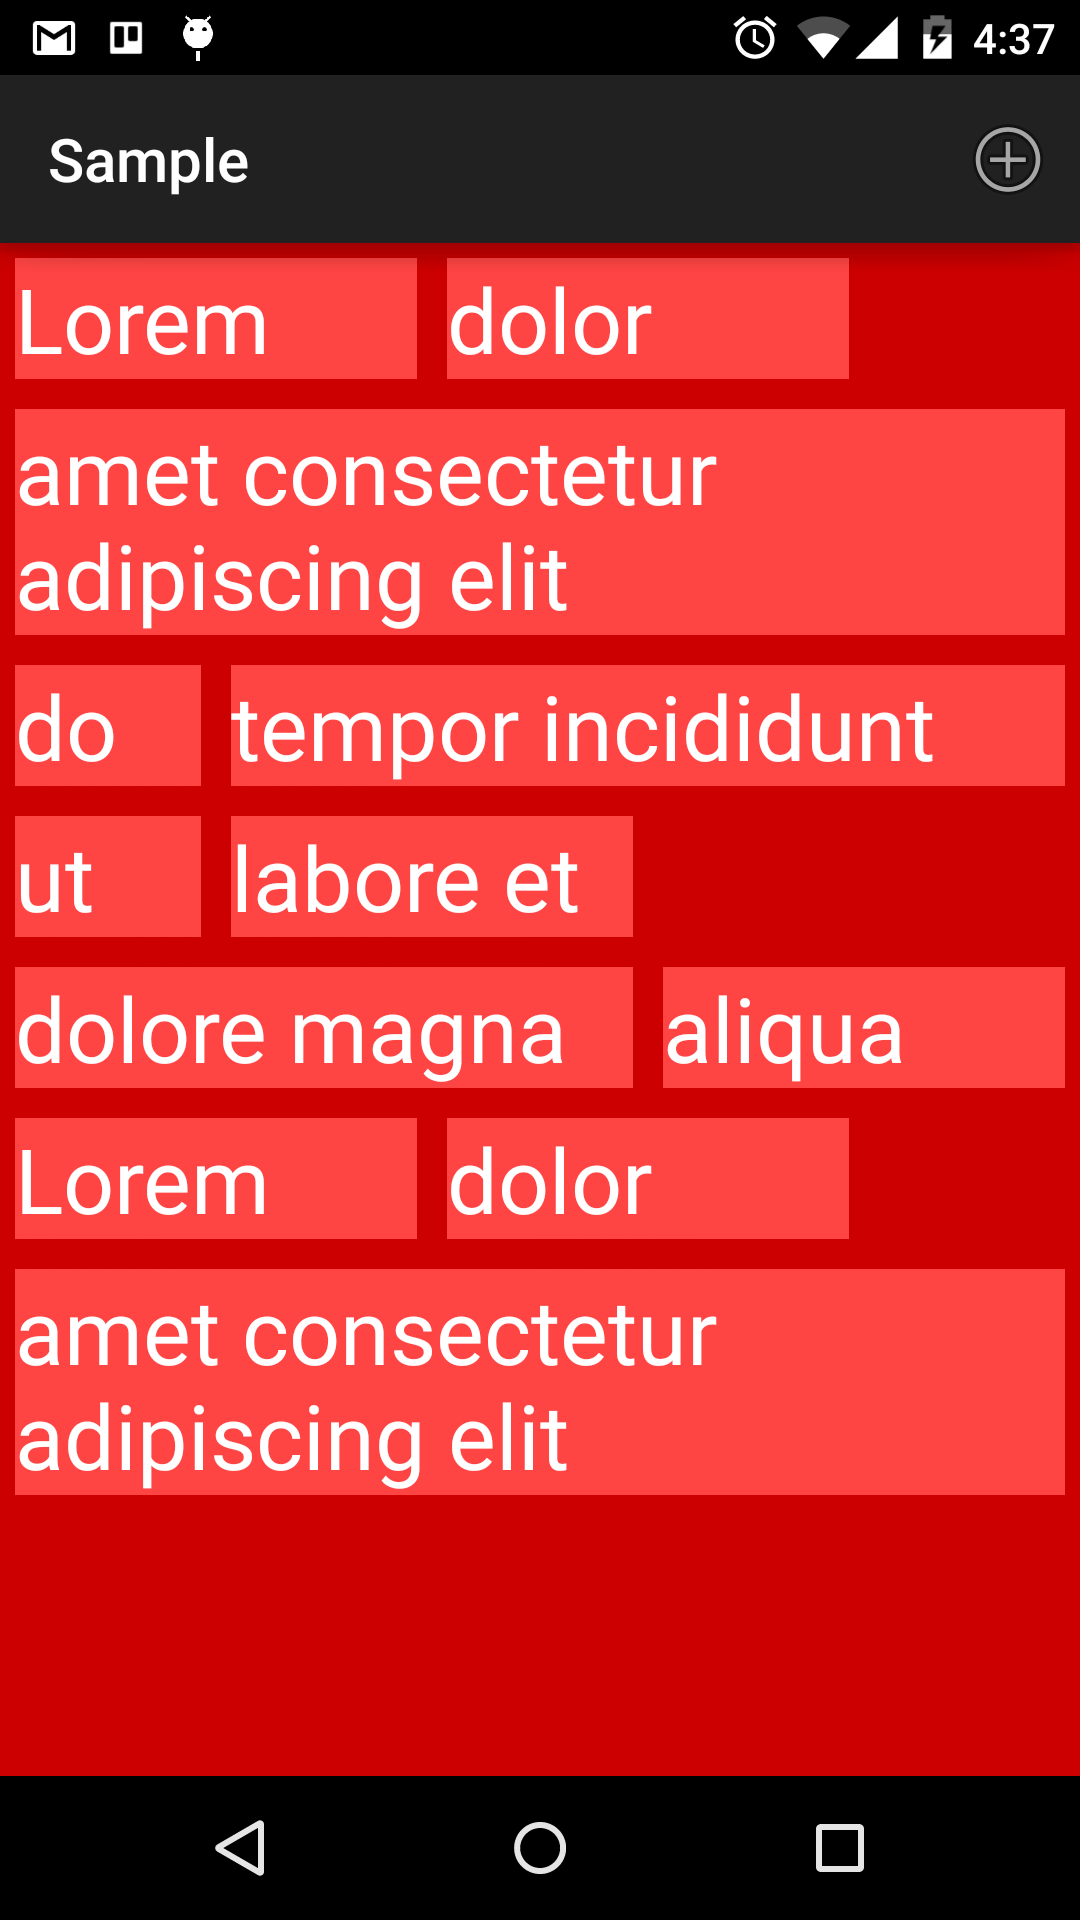 4:37
Sample
Lorem dolor
amet consectetur
adipiscing elit
do tempor incididunt
ut labore et
dolore magna aliqua
Lorem dolor
amet consectetur
adipiscing elit